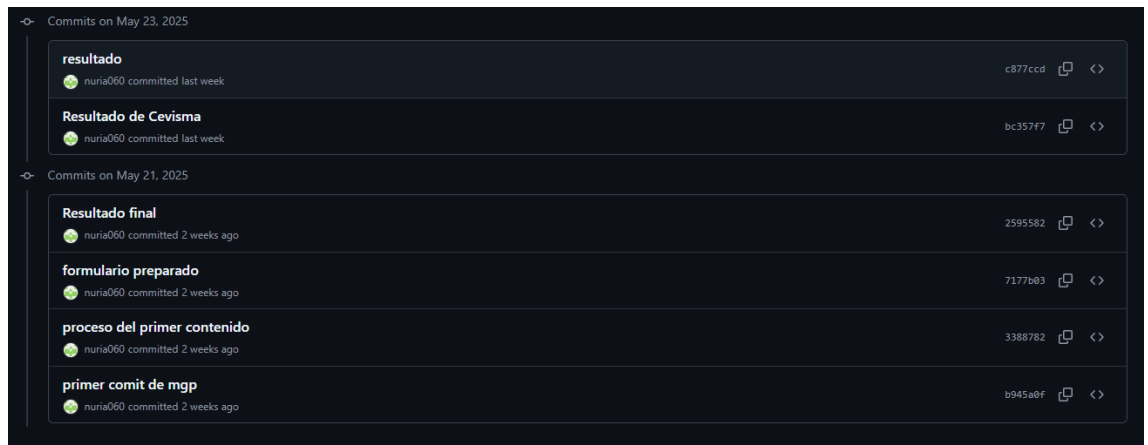 Commits on May 23, 2025
resultado
c877ccd
nuria060 committed last week
Resultado de Cevisma
bc357f7
nuria060 committed last week
Commits on May 21, 2025
Resultado final
2595582
nuria060 committed 2 weeks ago
formulario preparado
7177b03
nuria060 committed 2 weeks ago
proceso del primer contenido
3388782
nuria060 committed 2 weeks ago
primer comit de mgp
b945a0f
nuria060 committed 2 weeks ago